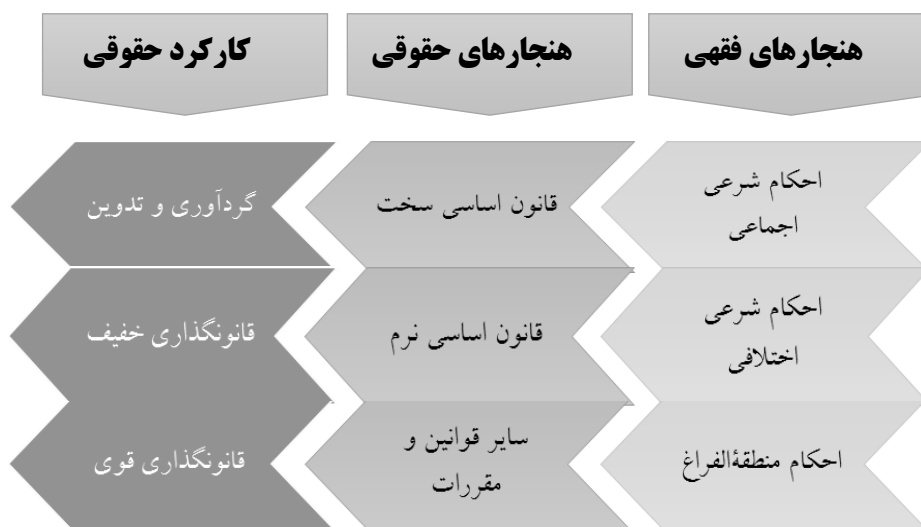 هنجارهای فقهی
هنجارهای حقوقی
کارکرد حقوقی
احکام شرعی
اجماعی
قانون اساسی سخت
گردآوری و تدوین
احکام شرعی
اختلافی
قانون اساسی نرم
قانونگذاری خفیف
احکام منطقةالفراغ
سایر قوانین و
مقررات
قانونگذاری قوی